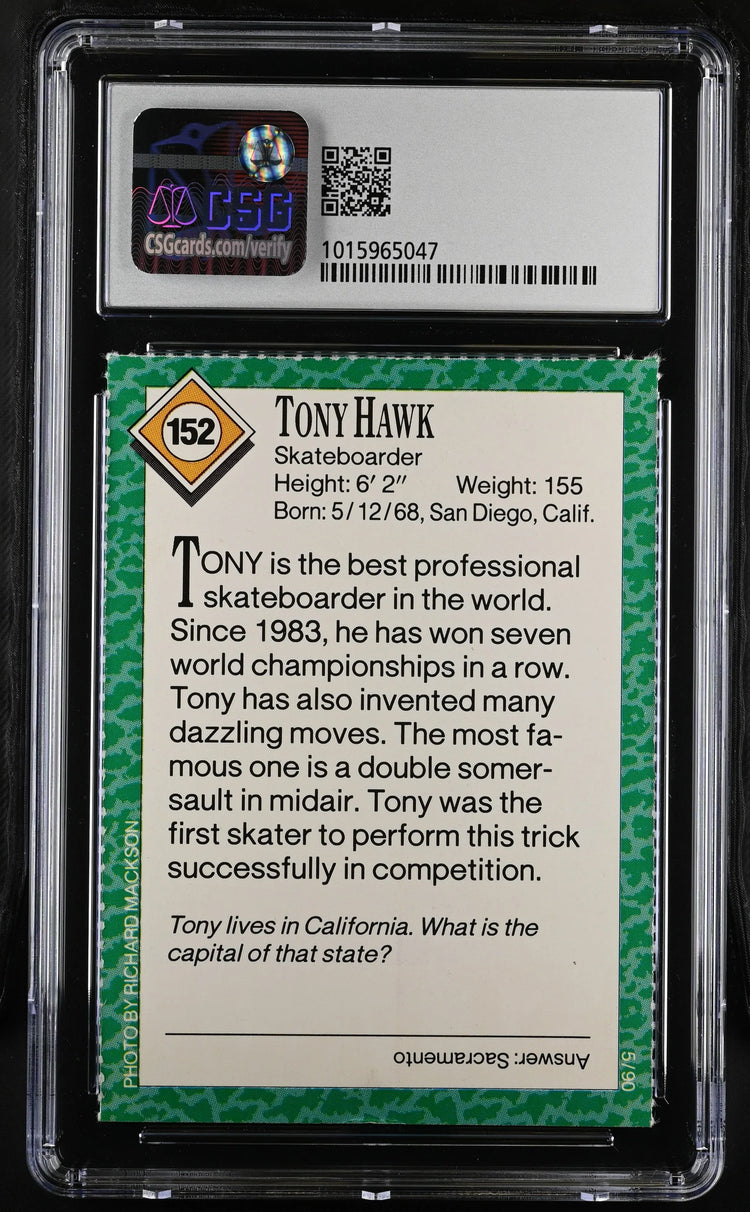 CSG
CSGcards.com/verify
1015965047
152
TONY HAWK
Skateboarder
Height: 6' 2" Weight: 155
Born: 5/12/68, San Diego, Calif.
TONY is the best professional
skateboarder in the world.
Since 1983, he has won seven
world championships in a row.
Tony has also invented many
dazzling moves. The most fa-
mous one is a double somer-
sault in midair. Tony was the
first skater to perform this trick
successfully in competition.
Tony lives in California. What is the
capital of that state?
Answer: Sacramento
PHOTO BY RICHARD MACKSON
5/90